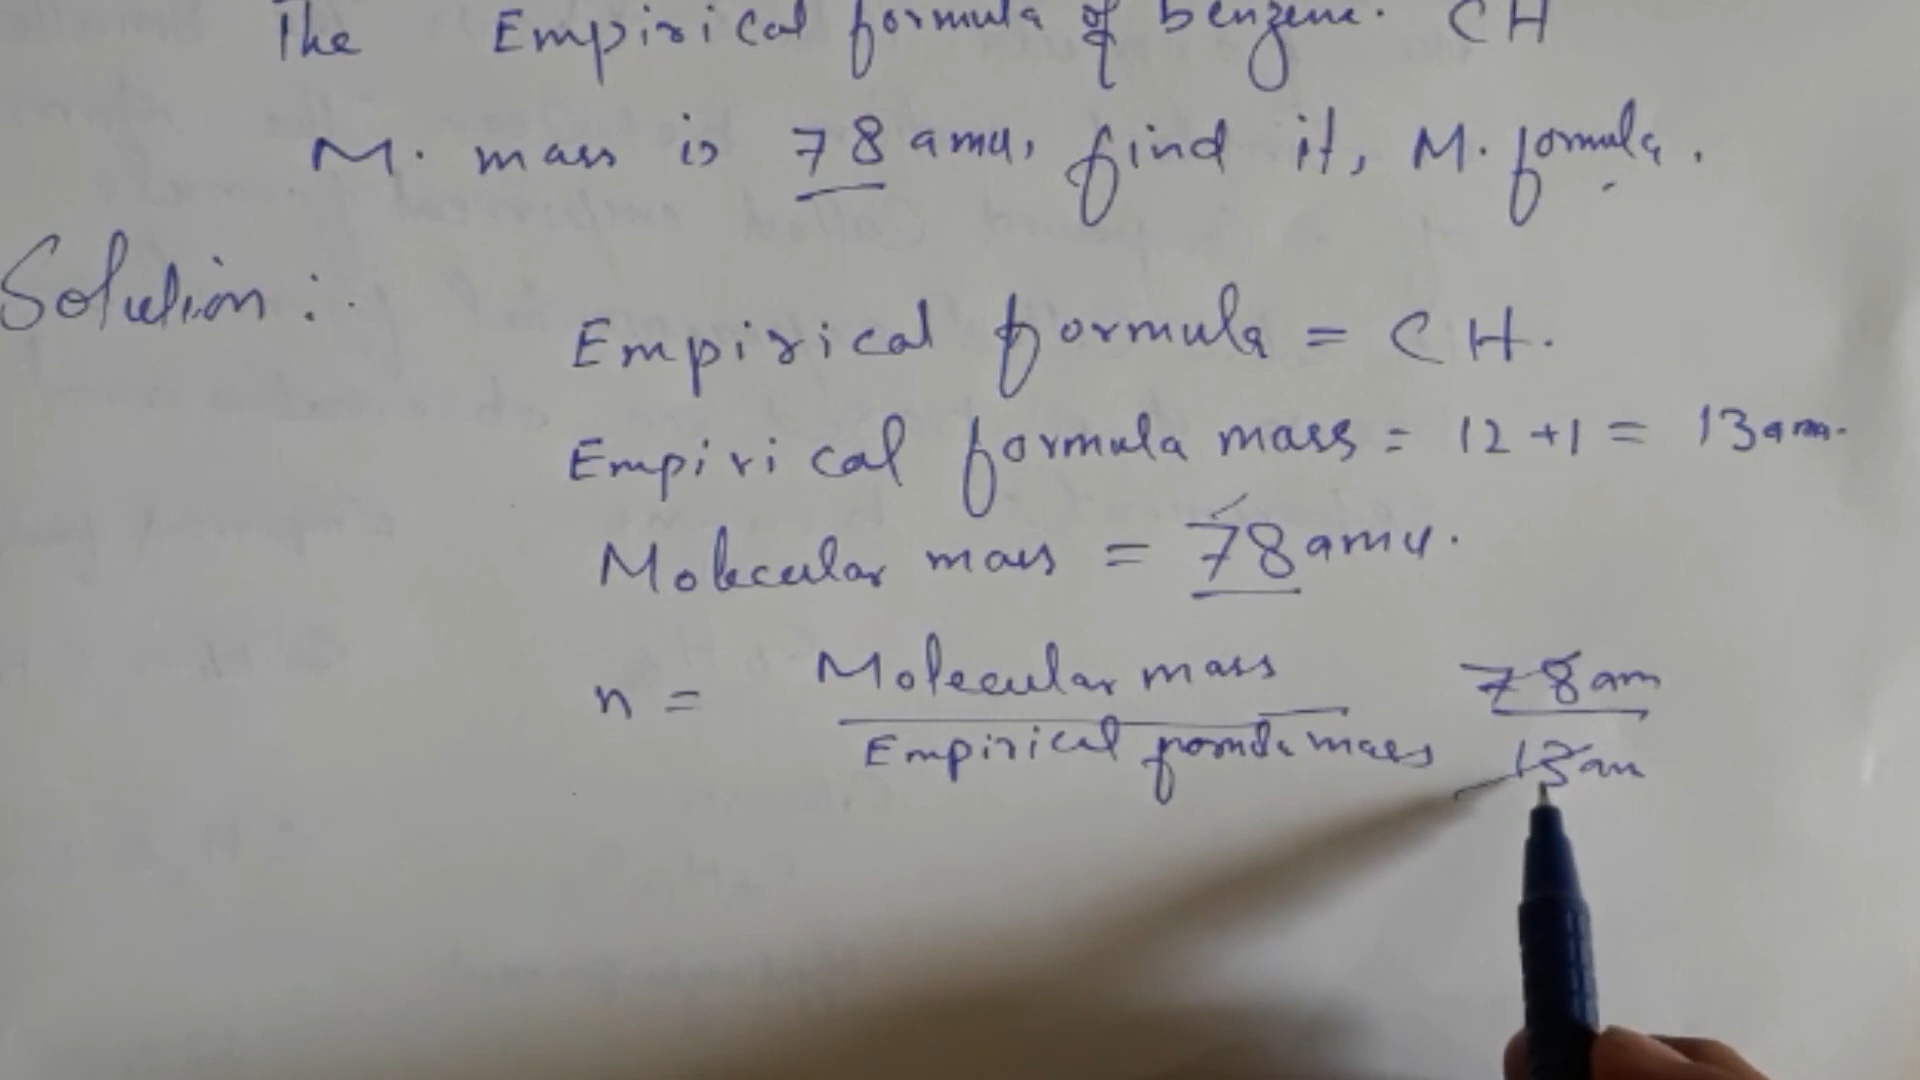 The Empirical formula of benzene. CH
M. mass is 78 amu, find it, M. formula.
Solution:
Empirical formula = CH.
Empirical formula mass = 12 + 1 = 13 am.
Molecular mass = 78 amu.
n = Molecular mass 78 am
Empirical formula mass 13 am